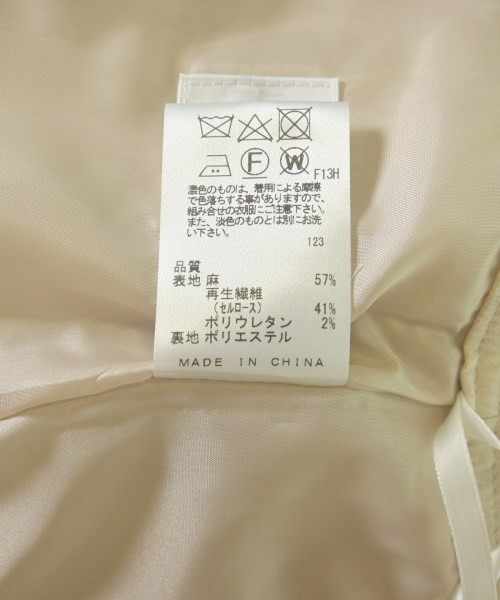 F W F13H
濃色のものは、着用による摩擦
で色落ちする事がありますので、
組み合せの衣服にご注意下さい。
また、淡色のものとは別にお洗
い下さい。
123
品質
表地 麻 57%
再生繊維
(セルロース) 41%
ポリウレタン 2%
裏地 ポリエステル
MADE IN CHINA